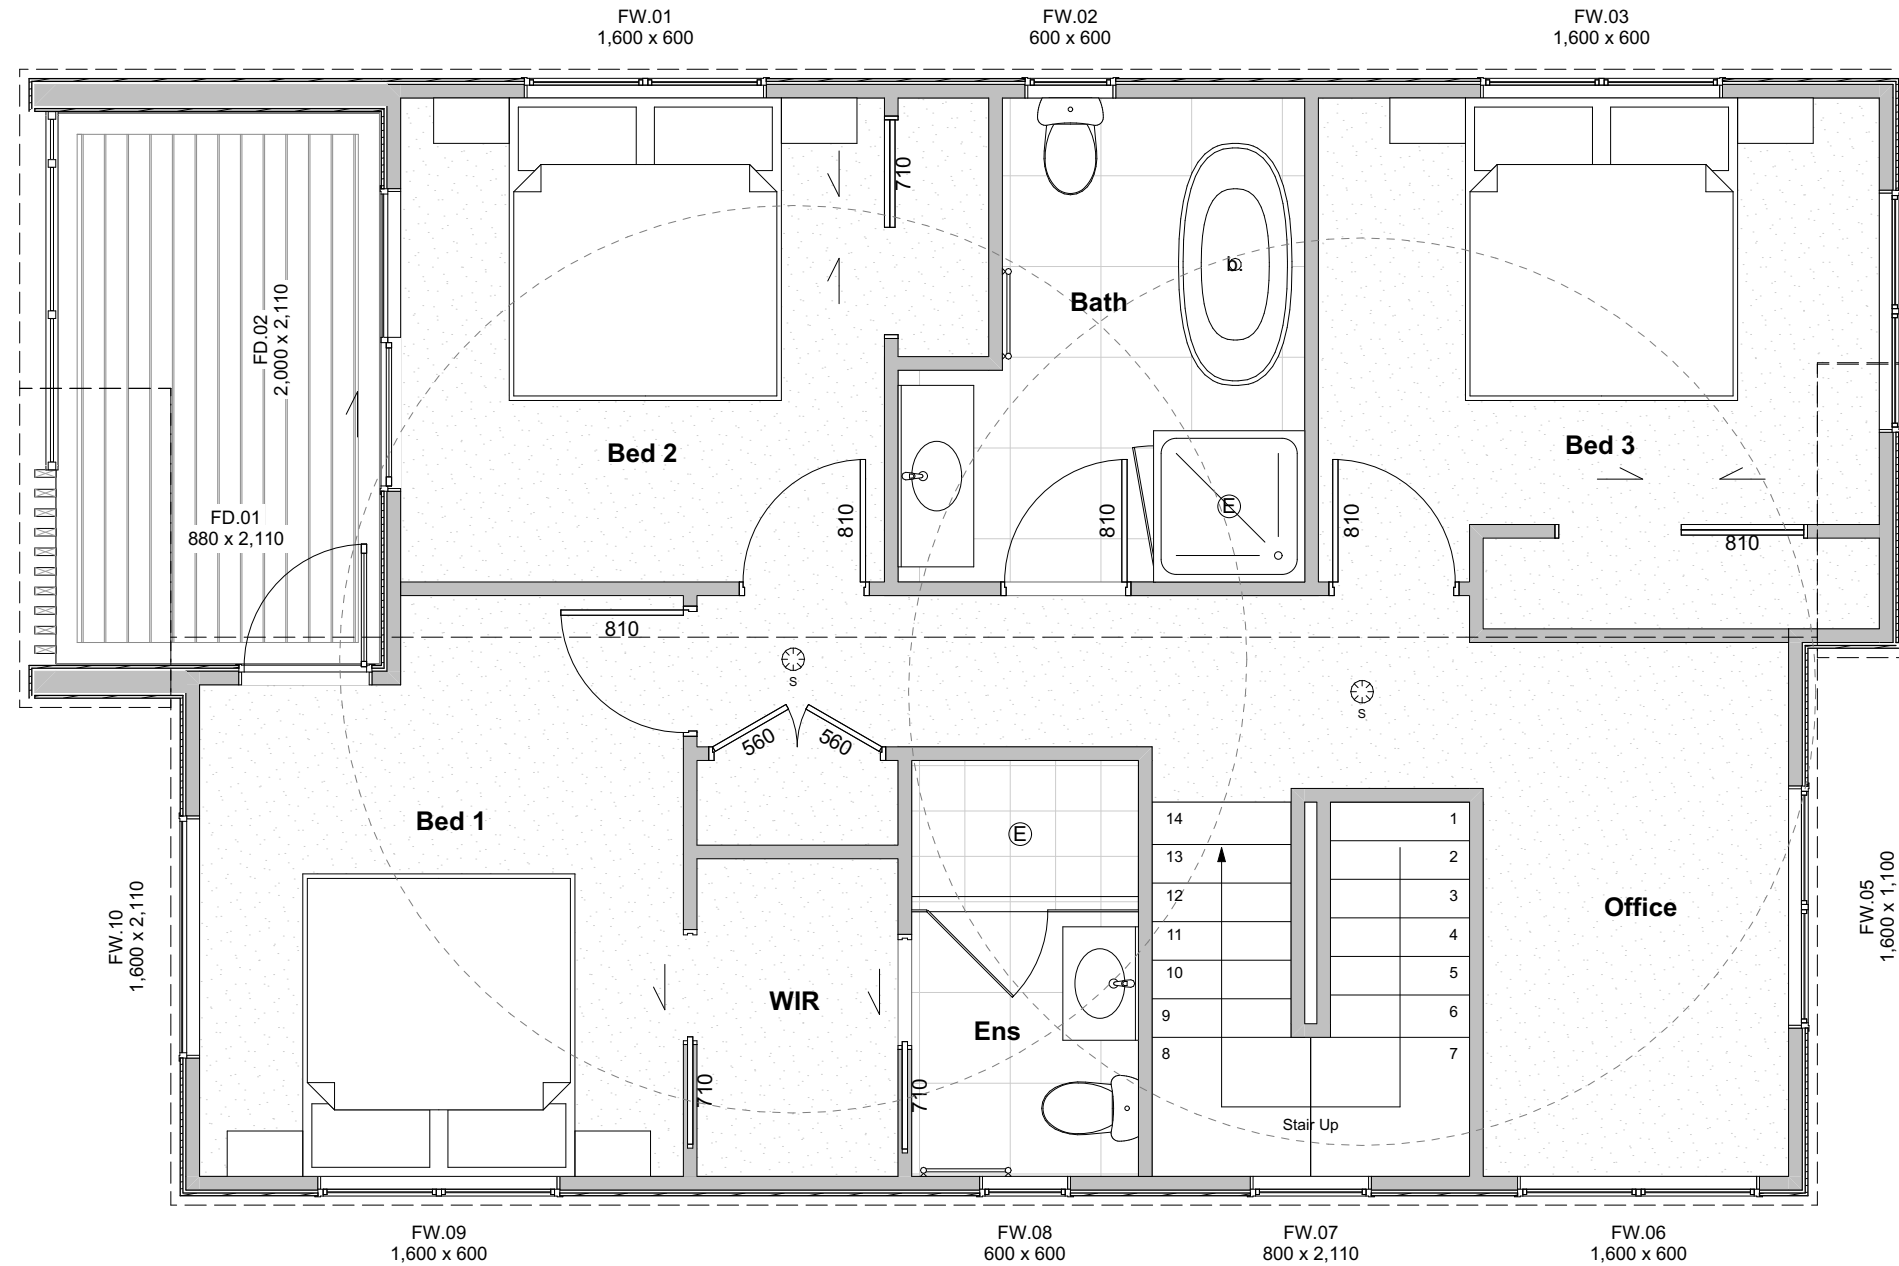 FW.01
1,600 x 600
FW.02
600 x 600
FW.03
1,600 x 600
710
b.
Bath
FD.02
2,000 x 2,110
Bed 2
Bed 3
E
FD.01
880 x 2,110
810
810
810
810
810
S
S
560
560
Bed 1
E
14
13
12
11
10
9
8
1
2
3
4
5
6
7
Office
FW.10
1,600 x 2,110
FW.05
1,600 x 1,100
WIR
Ens
710
710
Stair Up
FW.09
1,600 x 600
FW.08
600 x 600
FW.07
800 x 2,110
FW.06
1,600 x 600